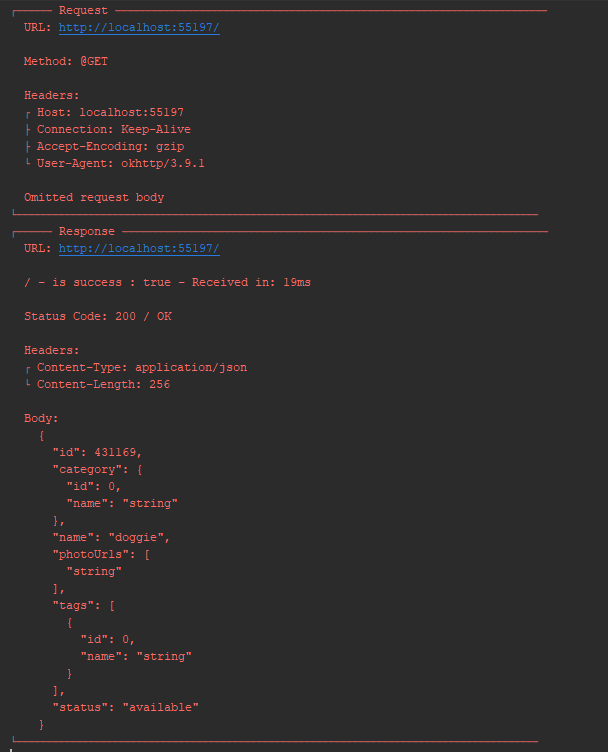 ┌───── Request ──────────────────────────────────────────────────────────────
URL: http://localhost:55197/
Method: @GET
Headers:
┌ Host: localhost:55197
├ Connection: Keep-Alive
├ Accept-Encoding: gzip
└ User-Agent: okhttp/3.9.1
Omitted request body
└───────────────────────────────────────────────────────────────────────────
┌───── Response ─────────────────────────────────────────────────────────────
URL: http://localhost:55197/
/ - is success : true - Received in: 19ms
Status Code: 200 / OK
Headers:
┌ Content-Type: application/json
└ Content-Length: 256
Body:
{
"id": 431169,
"category": {
"id": 0,
"name": "string"
},
"name": "doggie",
"photoUrls": [
"string"
],
"tags": [
{
"id": 0,
"name": "string"
}
],
"status": "available"
}
└───────────────────────────────────────────────────────────────────────────